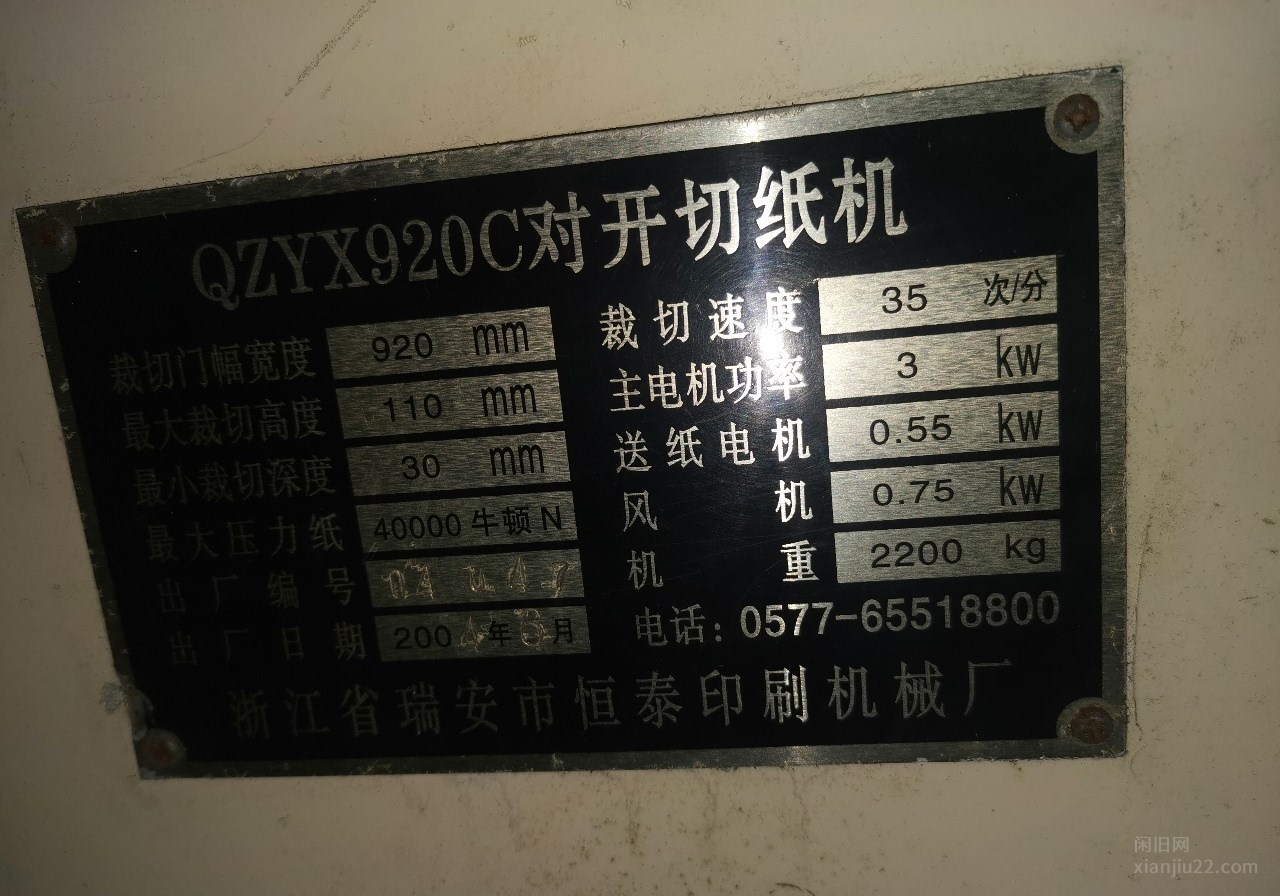 QZYX920C对开切纸机
裁切门幅宽度 920 mm
最大裁切高度 110 mm
最小裁切深度 30 mm
最大压力纸 40000 牛顿 N
出厂编号
出厂日期 200 年 月
裁切速度 35 次/分
主电机功率 3 kw
送纸电机 0.55 kw
风机 0.75 kw
机重 2200 kg
电话：0577-65518800
浙江省瑞安市恒泰印刷机械厂
闲旧网
xianjiu22.com